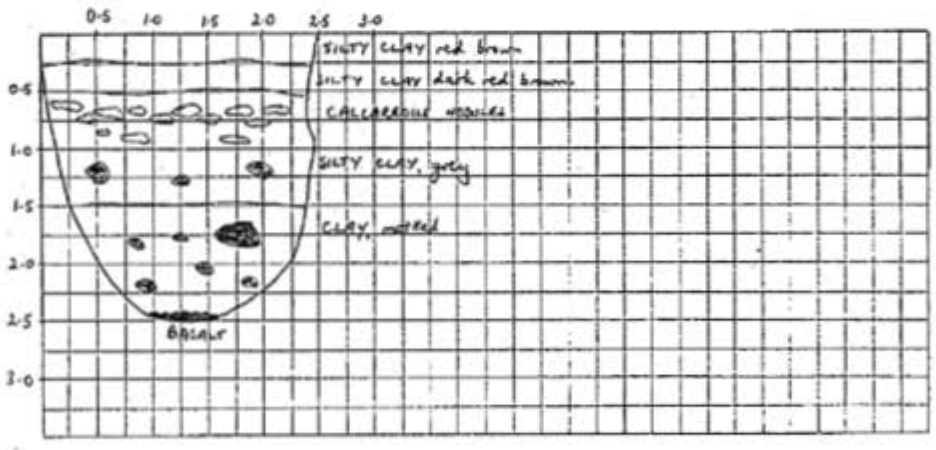 0.5 1.0 1.5 2.0 2.5 3.0
SILTY CLAY red brown
SILTY CLAY dark red brown
0.5
CALCAREOUS NODULES
1.0
SILTY CLAY, grey
1.5
CLAY, mottled
2.0
2.5
BASALT
3.0